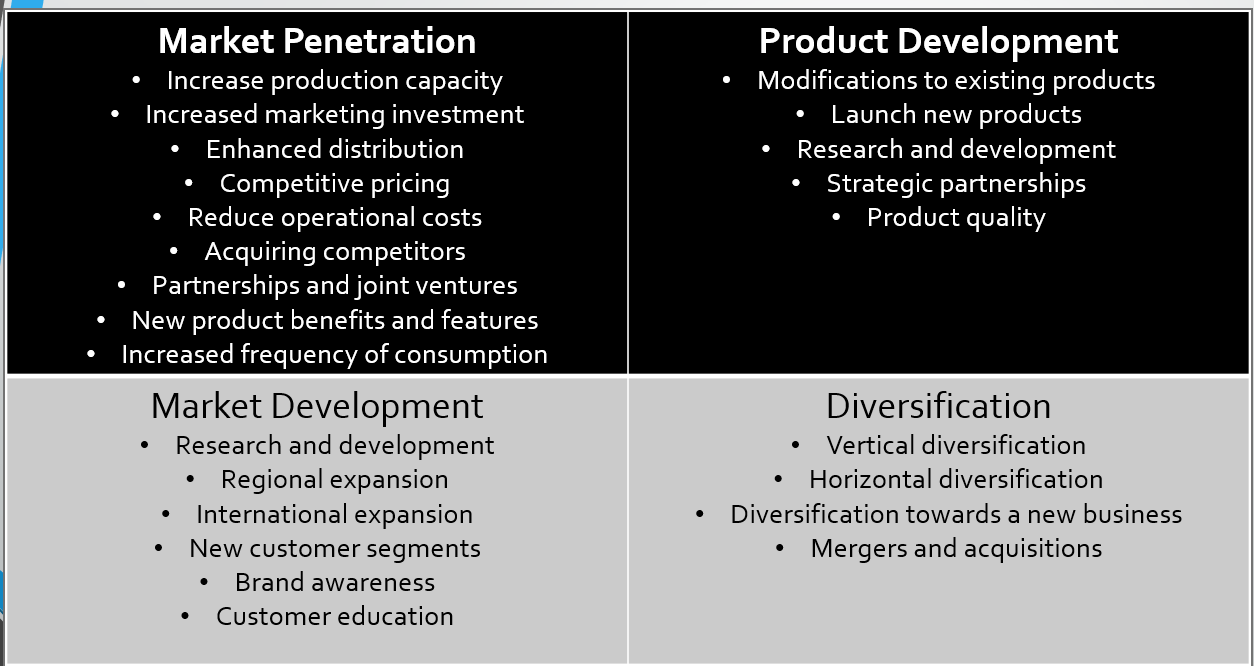 Market Penetration
• Increase production capacity
• Increased marketing investment
• Enhanced distribution
• Competitive pricing
• Reduce operational costs
• Acquiring competitors
• Partnerships and joint ventures
• New product benefits and features
• Increased frequency of consumption
Product Development
• Modifications to existing products
• Launch new products
• Research and development
• Strategic partnerships
• Product quality
Market Development
• Research and development
• Regional expansion
• International expansion
• New customer segments
• Brand awareness
• Customer education
Diversification
• Vertical diversification
• Horizontal diversification
• Diversification towards a new business
• Mergers and acquisitions